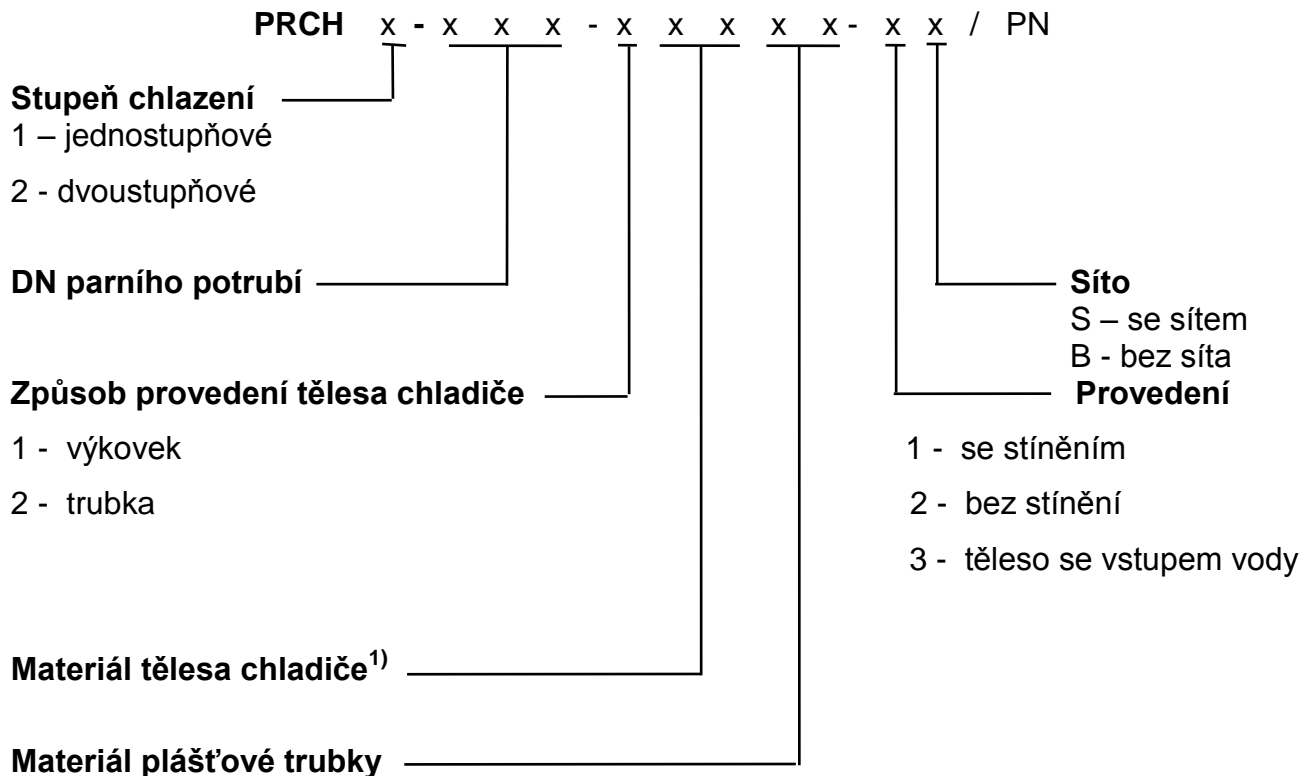 PRCH x - x x x - x x x x x - x x / PN
Stupeň chlazení
1 – jednostupňové
2 - dvoustupňové
DN parního potrubí
Síto
S – se sítem
B - bez síta
Způsob provedení tělesa chladiče
Provedení
1 - výkovek
1 - se stíněním
2 - trubka
2 - bez stínění
3 - těleso se vstupem vody
Materiál tělesa chladiče1)
Materiál plášťové trubky